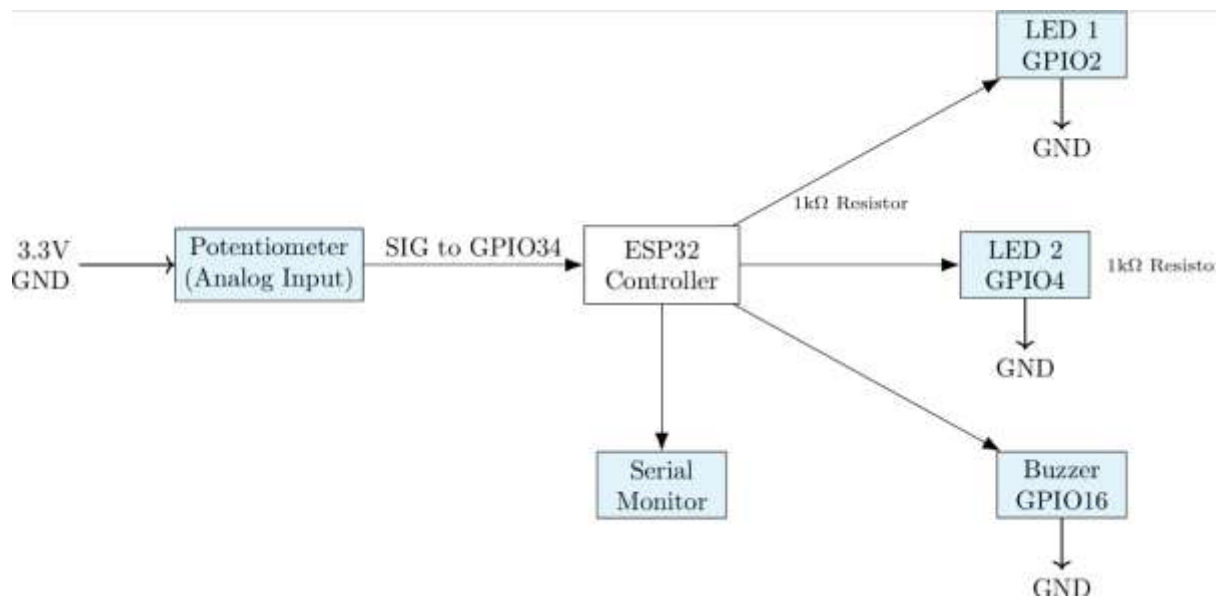 LED 1
GPIO2
GND
1kΩ Resistor
3.3V
GND
Potentiometer
(Analog Input)
SIG to GPIO34
ESP32
Controller
LED 2
GPIO4
1kΩ Resisto
GND
Serial
Monitor
Buzzer
GPIO16
GND